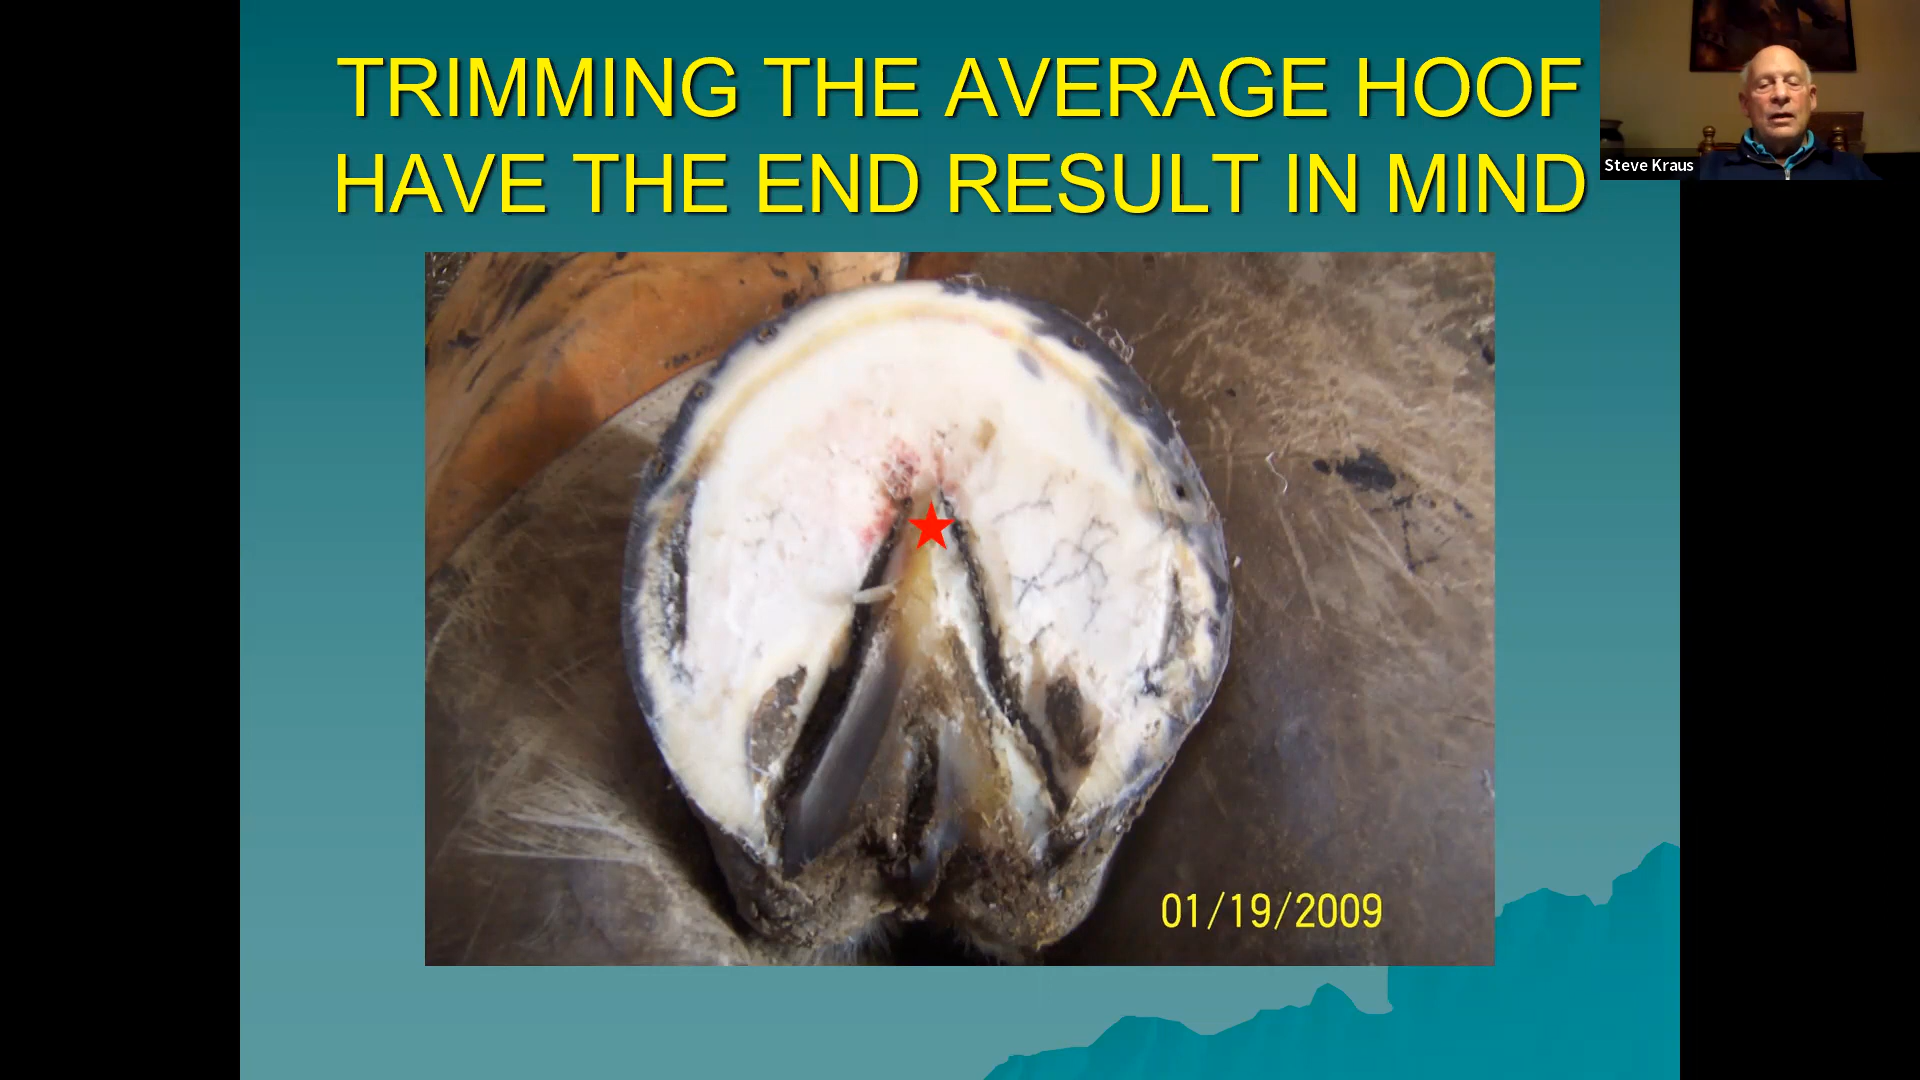 TRIMMING THE AVERAGE HOOF
HAVE THE END RESULT IN MIND
Steve Kraus
01/19/2009